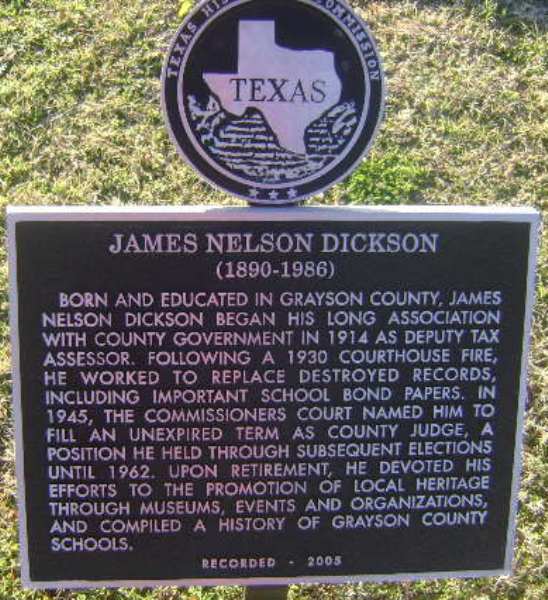 TEXAS HIS COMMISSION
TEXAS
JAMES NELSON DICKSON
(1890-1986)
BORN AND EDUCATED IN GRAYSON COUNTY, JAMES
NELSON DICKSON BEGAN HIS LONG ASSOCIATION
WITH COUNTY GOVERNMENT IN 1914 AS DEPUTY TAX
ASSESSOR. FOLLOWING A 1930 COURTHOUSE FIRE,
HE WORKED TO REPLACE DESTROYED RECORDS,
INCLUDING IMPORTANT SCHOOL BOND PAPERS. IN
1945, THE COMMISSIONERS COURT NAMED HIM TO
FILL AN UNEXPIRED TERM AS COUNTY JUDGE, A
POSITION HE HELD THROUGH SUBSEQUENT ELECTIONS
UNTIL 1962. UPON RETIREMENT, HE DEVOTED HIS
EFFORTS TO THE PROMOTION OF LOCAL HERITAGE
THROUGH MUSEUMS, EVENTS AND ORGANIZATIONS,
AND COMPILED A HISTORY OF GRAYSON COUNTY
SCHOOLS.
RECORDED - 2005